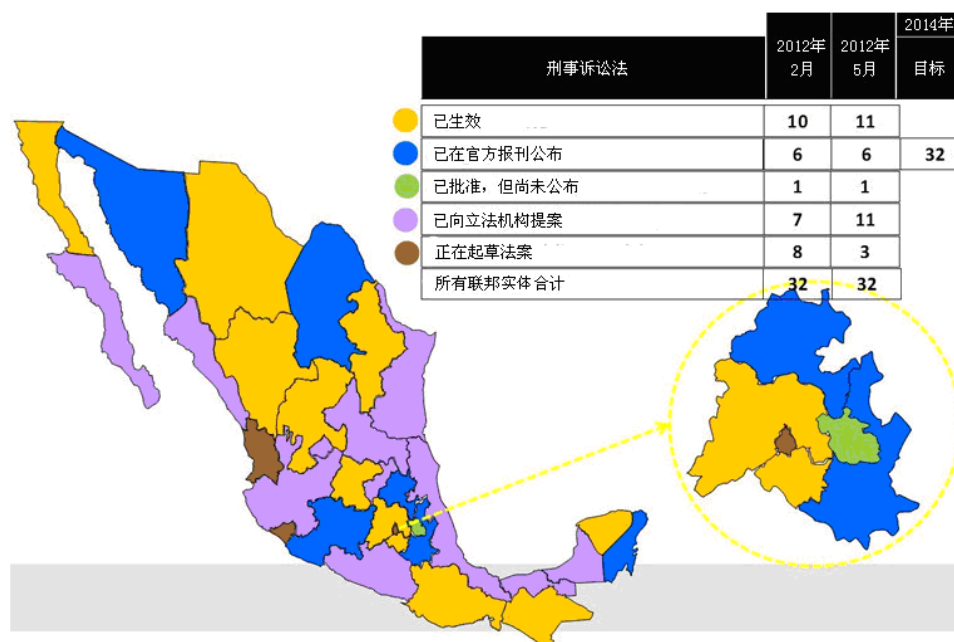 刑事诉讼法 2012年2月 2012年5月 2014年目标
已生效 10 11
已在官方报刊公布 6 6 32
已批准，但尚未公布 1 1
已向立法机构提案 7 11
正在起草法案 8 3
所有联邦实体合计 32 32